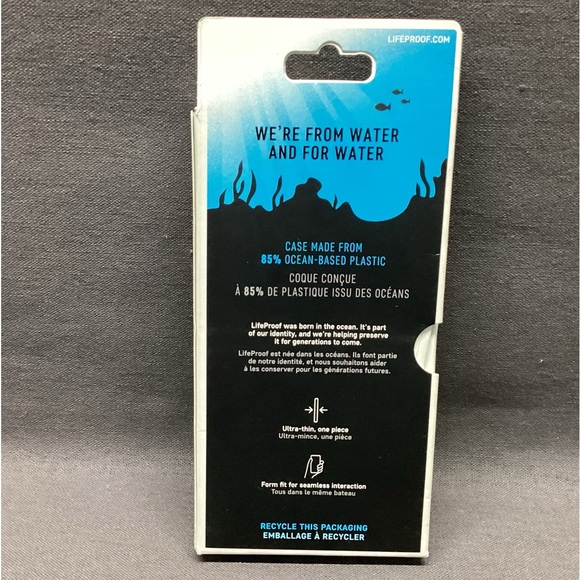 LIFEPROOF.COM
WE'RE FROM WATER
AND FOR WATER
CASE MADE FROM
85% OCEAN-BASED PLASTIC
COQUE CONÇUE
À 85% DE PLASTIQUE ISSU DES OCÉANS
LifeProof was born in the ocean. It's part
of our identity, and we're helping preserve
it for generations to come.
LifeProof est née dans les océans. Ils font partie
de notre identité, et nous souhaitons aider
à les conserver pour les générations futures.
Ultra-thin, one piece
Ultra-mince, une pièce
Form fit for seamless interaction
Tous dans le même bateau
RECYCLE THIS PACKAGING
EMBALLAGE À RECYCLER